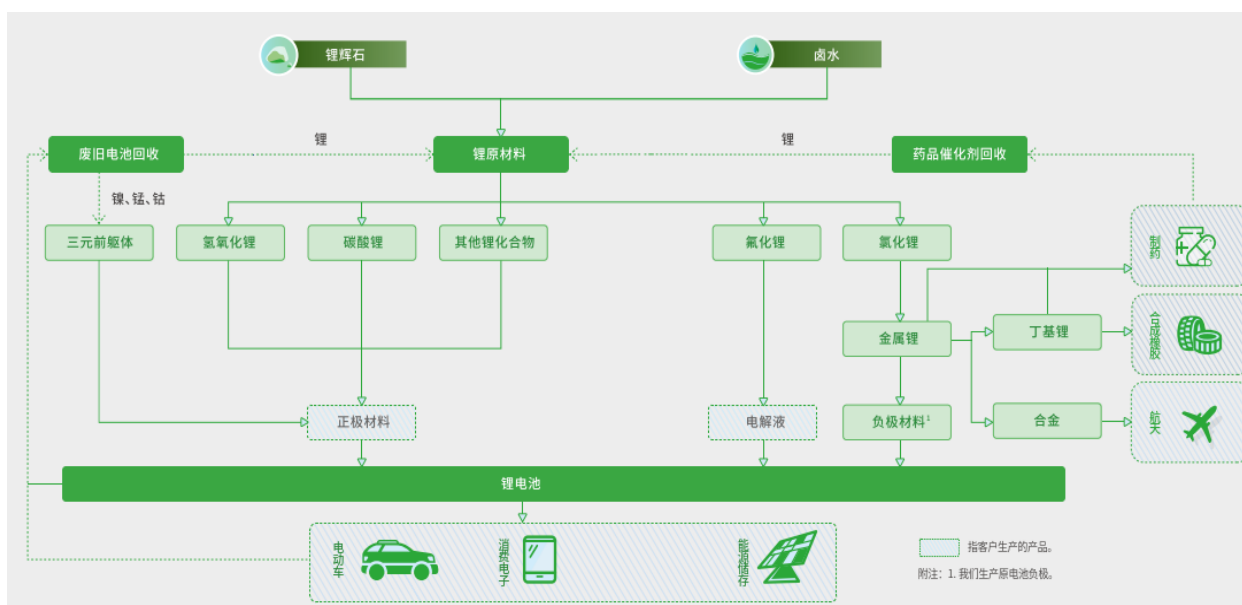 锂辉石
卤水
废旧电池回收
锂
锂原材料
锂
药品催化剂回收
镍、锰、钴
三元前躯体
氢氧化锂
碳酸锂
其他锂化合物
氟化锂
氯化锂
制药
金属锂
丁基锂
合成橡胶
正极材料
电解液
负极材料1
合金
航天
锂电池
电动车
消费电子
能源储存
指客户生产的产品。
附注：1. 我们生产原电池负极。